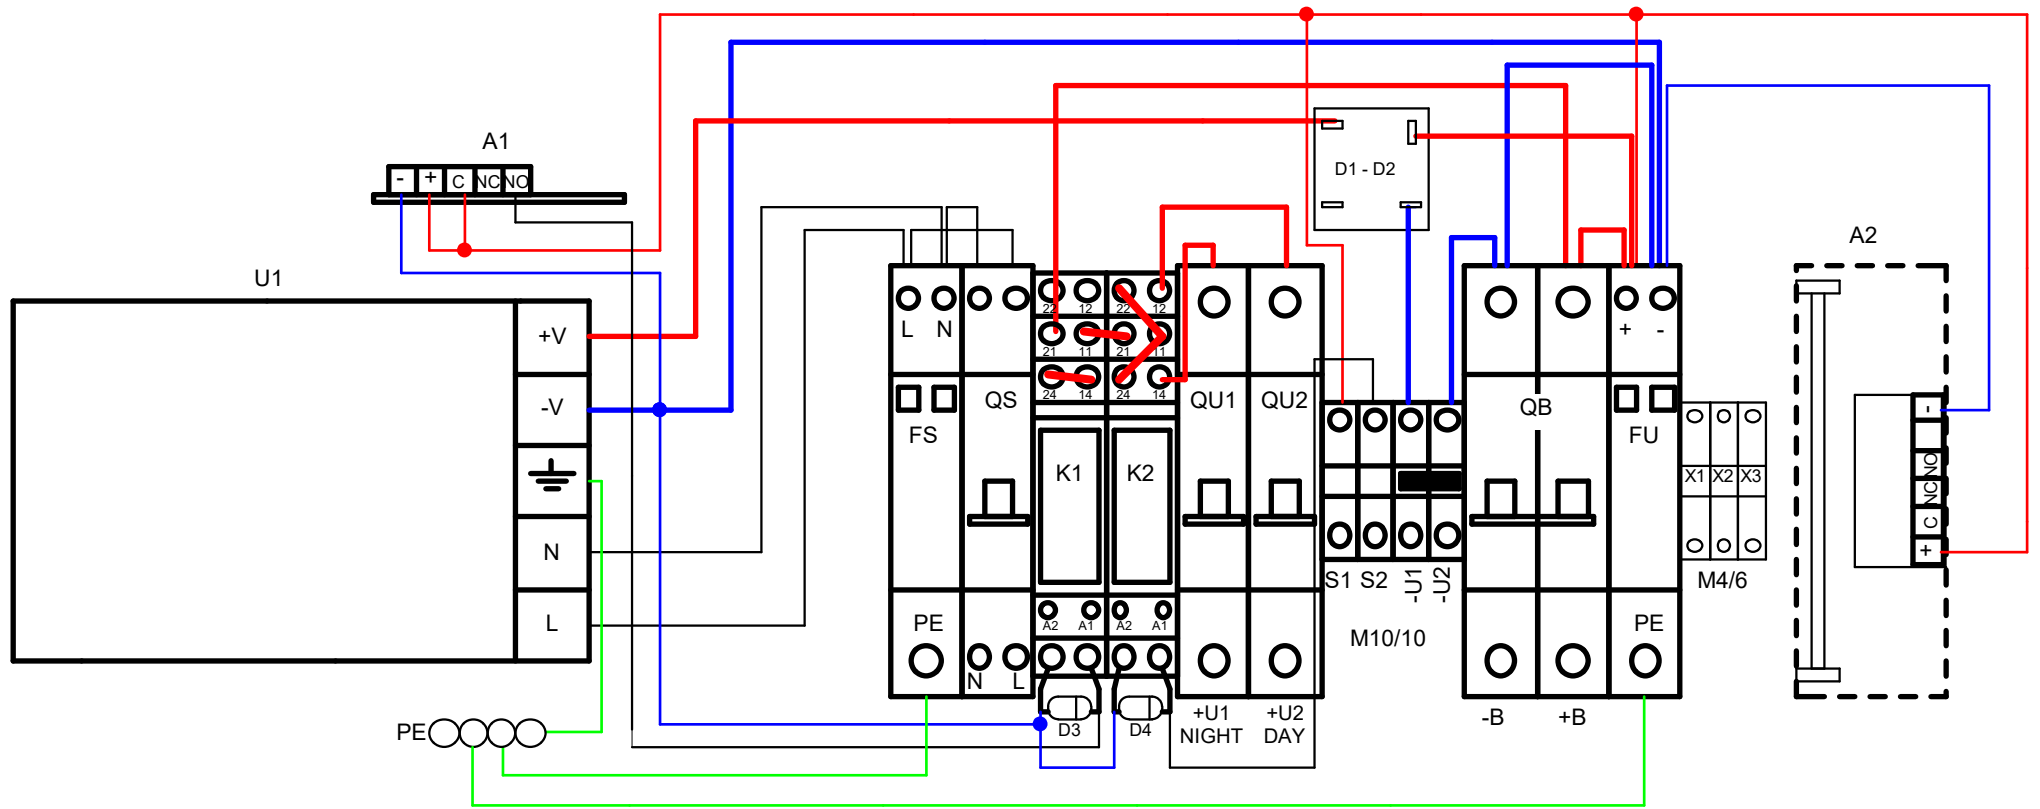 A1
- + C NC NO
D1 - D2
A2
U1
+V
-V
N
L
L N
22 12 22 12
21 11 21 11
24 14 24 14
QS
QU1 QU2
QB
FS
FU
K1 K2
X1 X2 X3
+ -
-
NO
NC
C
+
S1 S2 -U1 -U2
M4/6
A2 A1 A2 A1
PE
PE
M10/10
N L
D3 D4
+U1
NIGHT
+U2
DAY
-B +B
PE